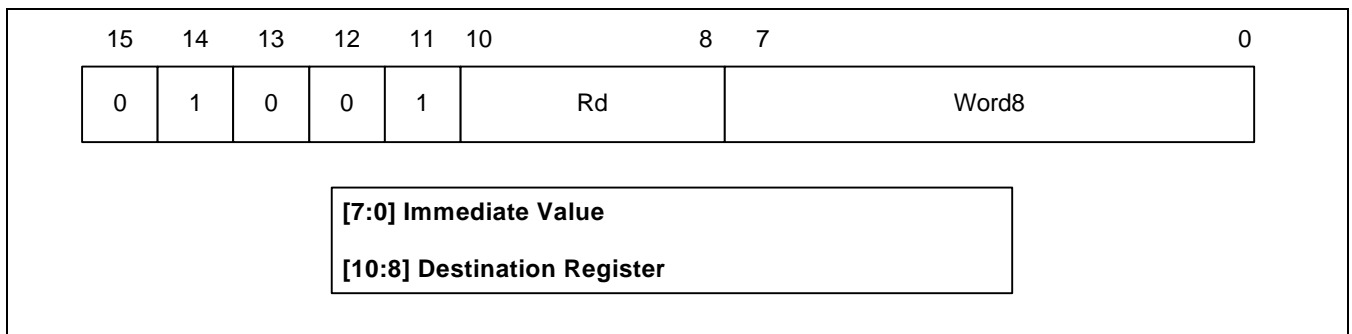 15 14 13 12 11 10 8 7 0
0 1 0 0 1 Rd Word8
[7:0] Immediate Value
[10:8] Destination Register